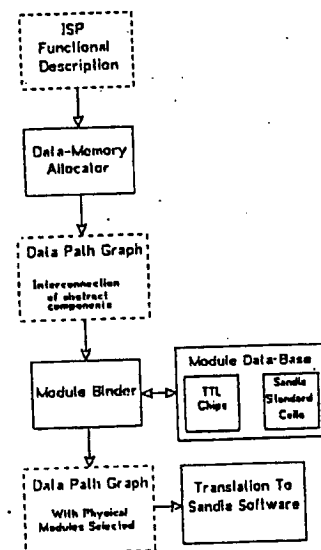 ISP
Functional
Description
Data-Memory
Allocator
Data Path Graph
Interconnection
of abstract
components
Module Binder
Module Data-Base
TTL
Chips
Sandia
Standard
Cells
Data Path Graph
With Physical
Modules Selected
Translation To
Sandia Software